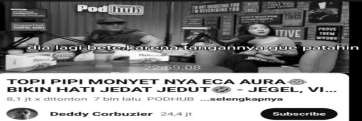 Podhub
dia lagi bete karena tangannya gue patahin
TOPI PIPI MONYET NYA ECA AURA🐵
BIKIN HATI JEDAT JEDUT🤣 - JEGEL, VI...
8,1 jt x ditonton 7 bln lalu PODHUB ...selengkapnya
Deddy Corbuzier 24,4 jt
Subscribe